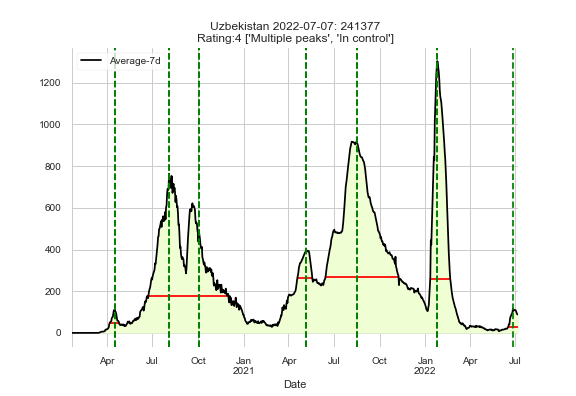 Uzbekistan 2022-07-07: 241377
Rating:4 ['Multiple peaks', 'In control']
Average-7d
1200
1000
800
600
400
200
0
Apr Jul Oct Jan Apr Jul Oct Jan Apr Jul
2021 2022
Date